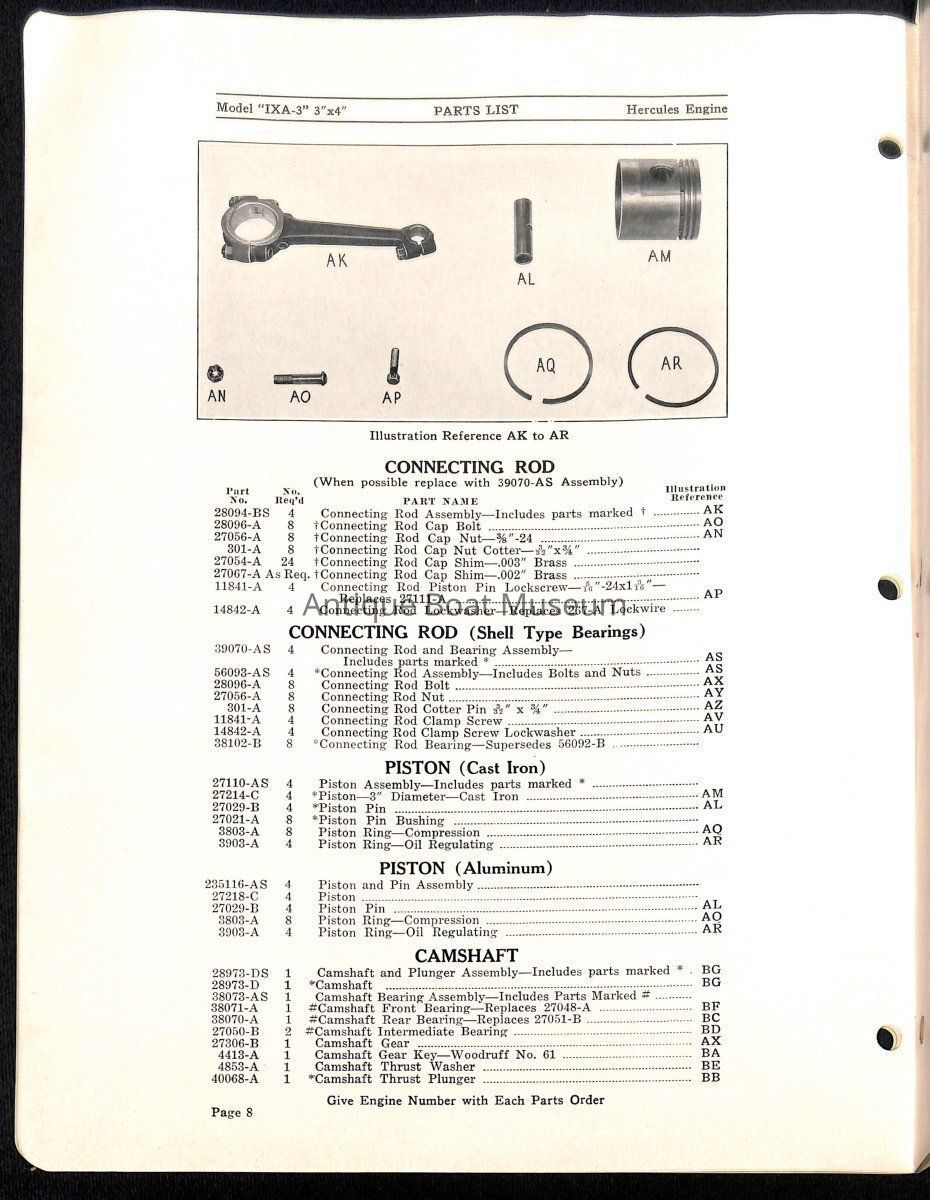 Model "IXA-3" 3"x4" PARTS LIST Hercules Engine
AK
AL
AM
AN
AO
AP
AQ
AR
Illustration Reference AK to AR
CONNECTING ROD
(When possible replace with 39070-AS Assembly)
Part No. No. Req'd PART NAME Illustration Reference
28094-BS 4 Connecting Rod Assembly—Includes parts marked † AK
28096-A 8 †Connecting Rod Cap Bolt AO
27056-A 8 †Connecting Rod Cap Nut—⅜"-24 AN
301-A 8 †Connecting Rod Cap Nut Cotter—3/32"x¾"
27054-A 24 †Connecting Rod Cap Shim—.003" Brass
27067-A As Req. †Connecting Rod Cap Shim—.002" Brass
11841-A 4 Connecting Rod Piston Pin Lockscrew—5/16"-24x1
Replaces 27111-A AP
14842-A 4 Connecting Rod Lockwasher—Replaces Lockwire
Antique Boat Museum
CONNECTING ROD (Shell Type Bearings)
39070-AS 4 Connecting Rod and Bearing Assembly—
Includes parts marked * AS
56093-AS 4 *Connecting Rod Assembly—Includes Bolts and Nuts AS
28096-A 8 Connecting Rod Bolt AX
27056-A 8 Connecting Rod Nut AY
301-A 8 Connecting Rod Cotter Pin 3/32" x ¾" AZ
11841-A 4 Connecting Rod Clamp Screw AV
14842-A 4 Connecting Rod Clamp Screw Lockwasher AU
38102-B 8 *Connecting Rod Bearing—Supersedes 56092-B
PISTON (Cast Iron)
27110-AS 4 Piston Assembly—Includes parts marked *
27214-C 4 *Piston—3" Diameter—Cast Iron AM
27029-B 4 *Piston Pin AL
27021-A 8 *Piston Pin Bushing
3803-A 8 Piston Ring—Compression AQ
3903-A 4 Piston Ring—Oil Regulating AR
PISTON (Aluminum)
235116-AS 4 Piston and Pin Assembly
27218-C 4 Piston
27029-B 4 Piston Pin AL
3803-A 8 Piston Ring—Compression AQ
3903-A 4 Piston Ring—Oil Regulating AR
CAMSHAFT
28973-DS 1 Camshaft and Plunger Assembly—Includes parts marked * . BG
28973-D 1 *Camshaft BG
38073-AS 1 Camshaft Bearing Assembly—Includes Parts Marked #
38071-A 1 #Camshaft Front Bearing—Replaces 27048-A BF
38070-A 1 #Camshaft Rear Bearing—Replaces 27051-B BC
27050-B 2 #Camshaft Intermediate Bearing BD
27306-B 1 Camshaft Gear AX
4413-A 1 Camshaft Gear Key—Woodruff No. 61 BA
4853-A 1 Camshaft Thrust Washer BE
40068-A 1 *Camshaft Thrust Plunger BB
Give Engine Number with Each Parts Order
Page 8